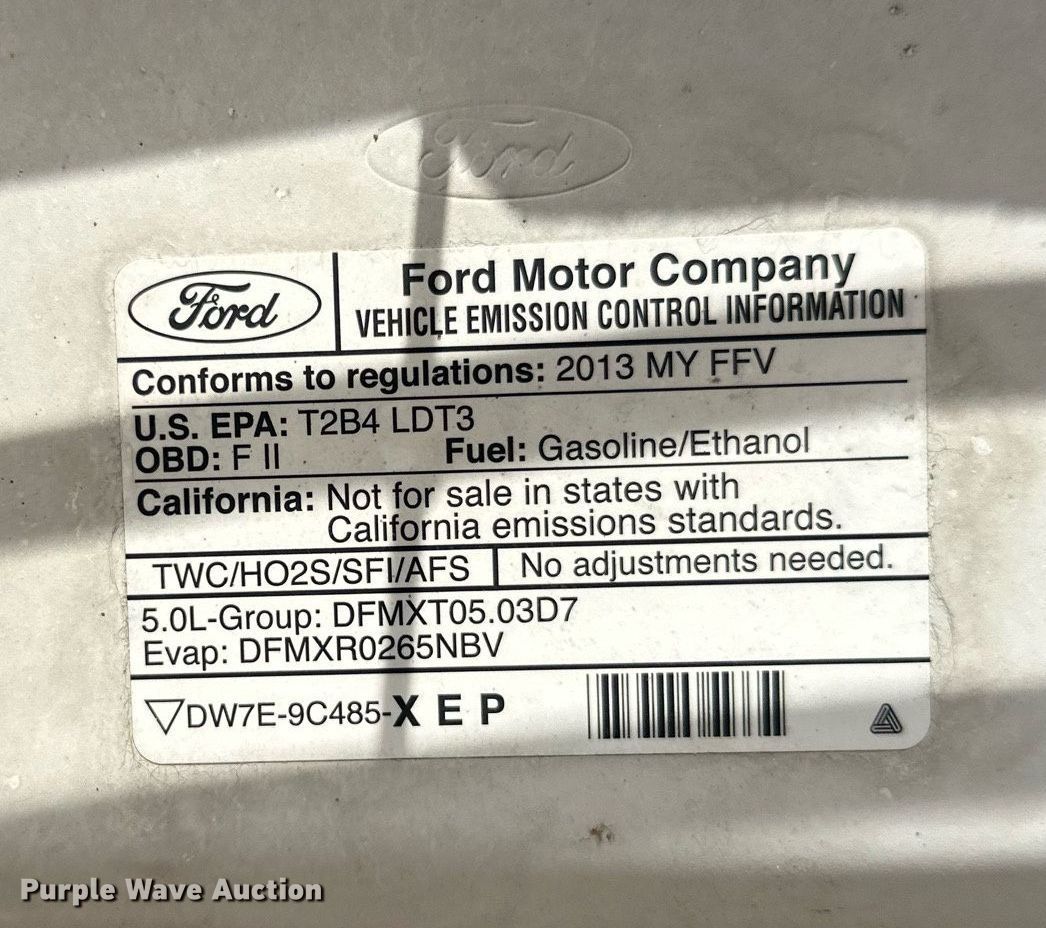 Ford
Ford
Ford Motor Company
VEHICLE EMISSION CONTROL INFORMATION
Conforms to regulations: 2013 MY FFV
U.S. EPA: T2B4 LDT3
OBD: F II Fuel: Gasoline/Ethanol
California: Not for sale in states with
California emissions standards.
TWC/HO2S/SFI/AFS No adjustments needed.
5.0L-Group: DFMXT05.03D7
Evap: DFMXR0265NBV
DW7E-9C485-X E P
Purple Wave Auction